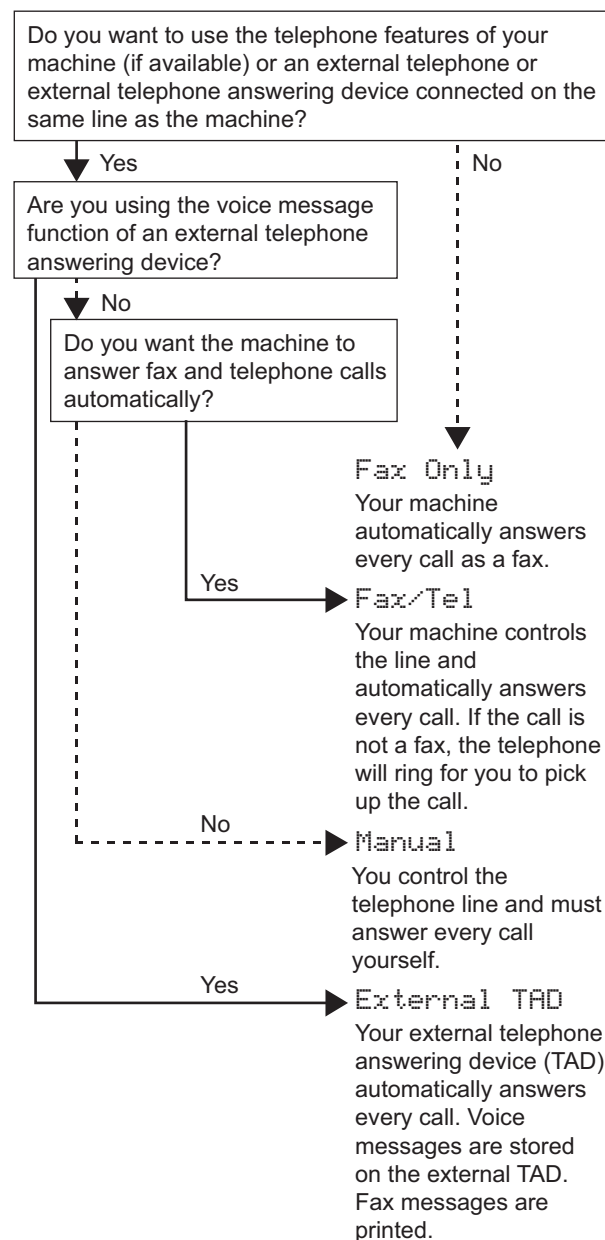 Do you want to use the telephone features of your
machine (if available) or an external telephone or
external telephone answering device connected on the
same line as the machine?
Yes
No
Are you using the voice message
function of an external telephone
answering device?
No
Do you want the machine to
answer fax and telephone calls
automatically?
Fax Only
Your machine
automatically answers
every call as a fax.
Yes
Fax/Tel
Your machine controls
the line and
automatically answers
every call. If the call is
not a fax, the telephone
will ring for you to pick
up the call.
No
Manual
You control the
telephone line and must
answer every call
yourself.
Yes
External TAD
Your external telephone
answering device (TAD)
automatically answers
every call. Voice
messages are stored
on the external TAD.
Fax messages are
printed.